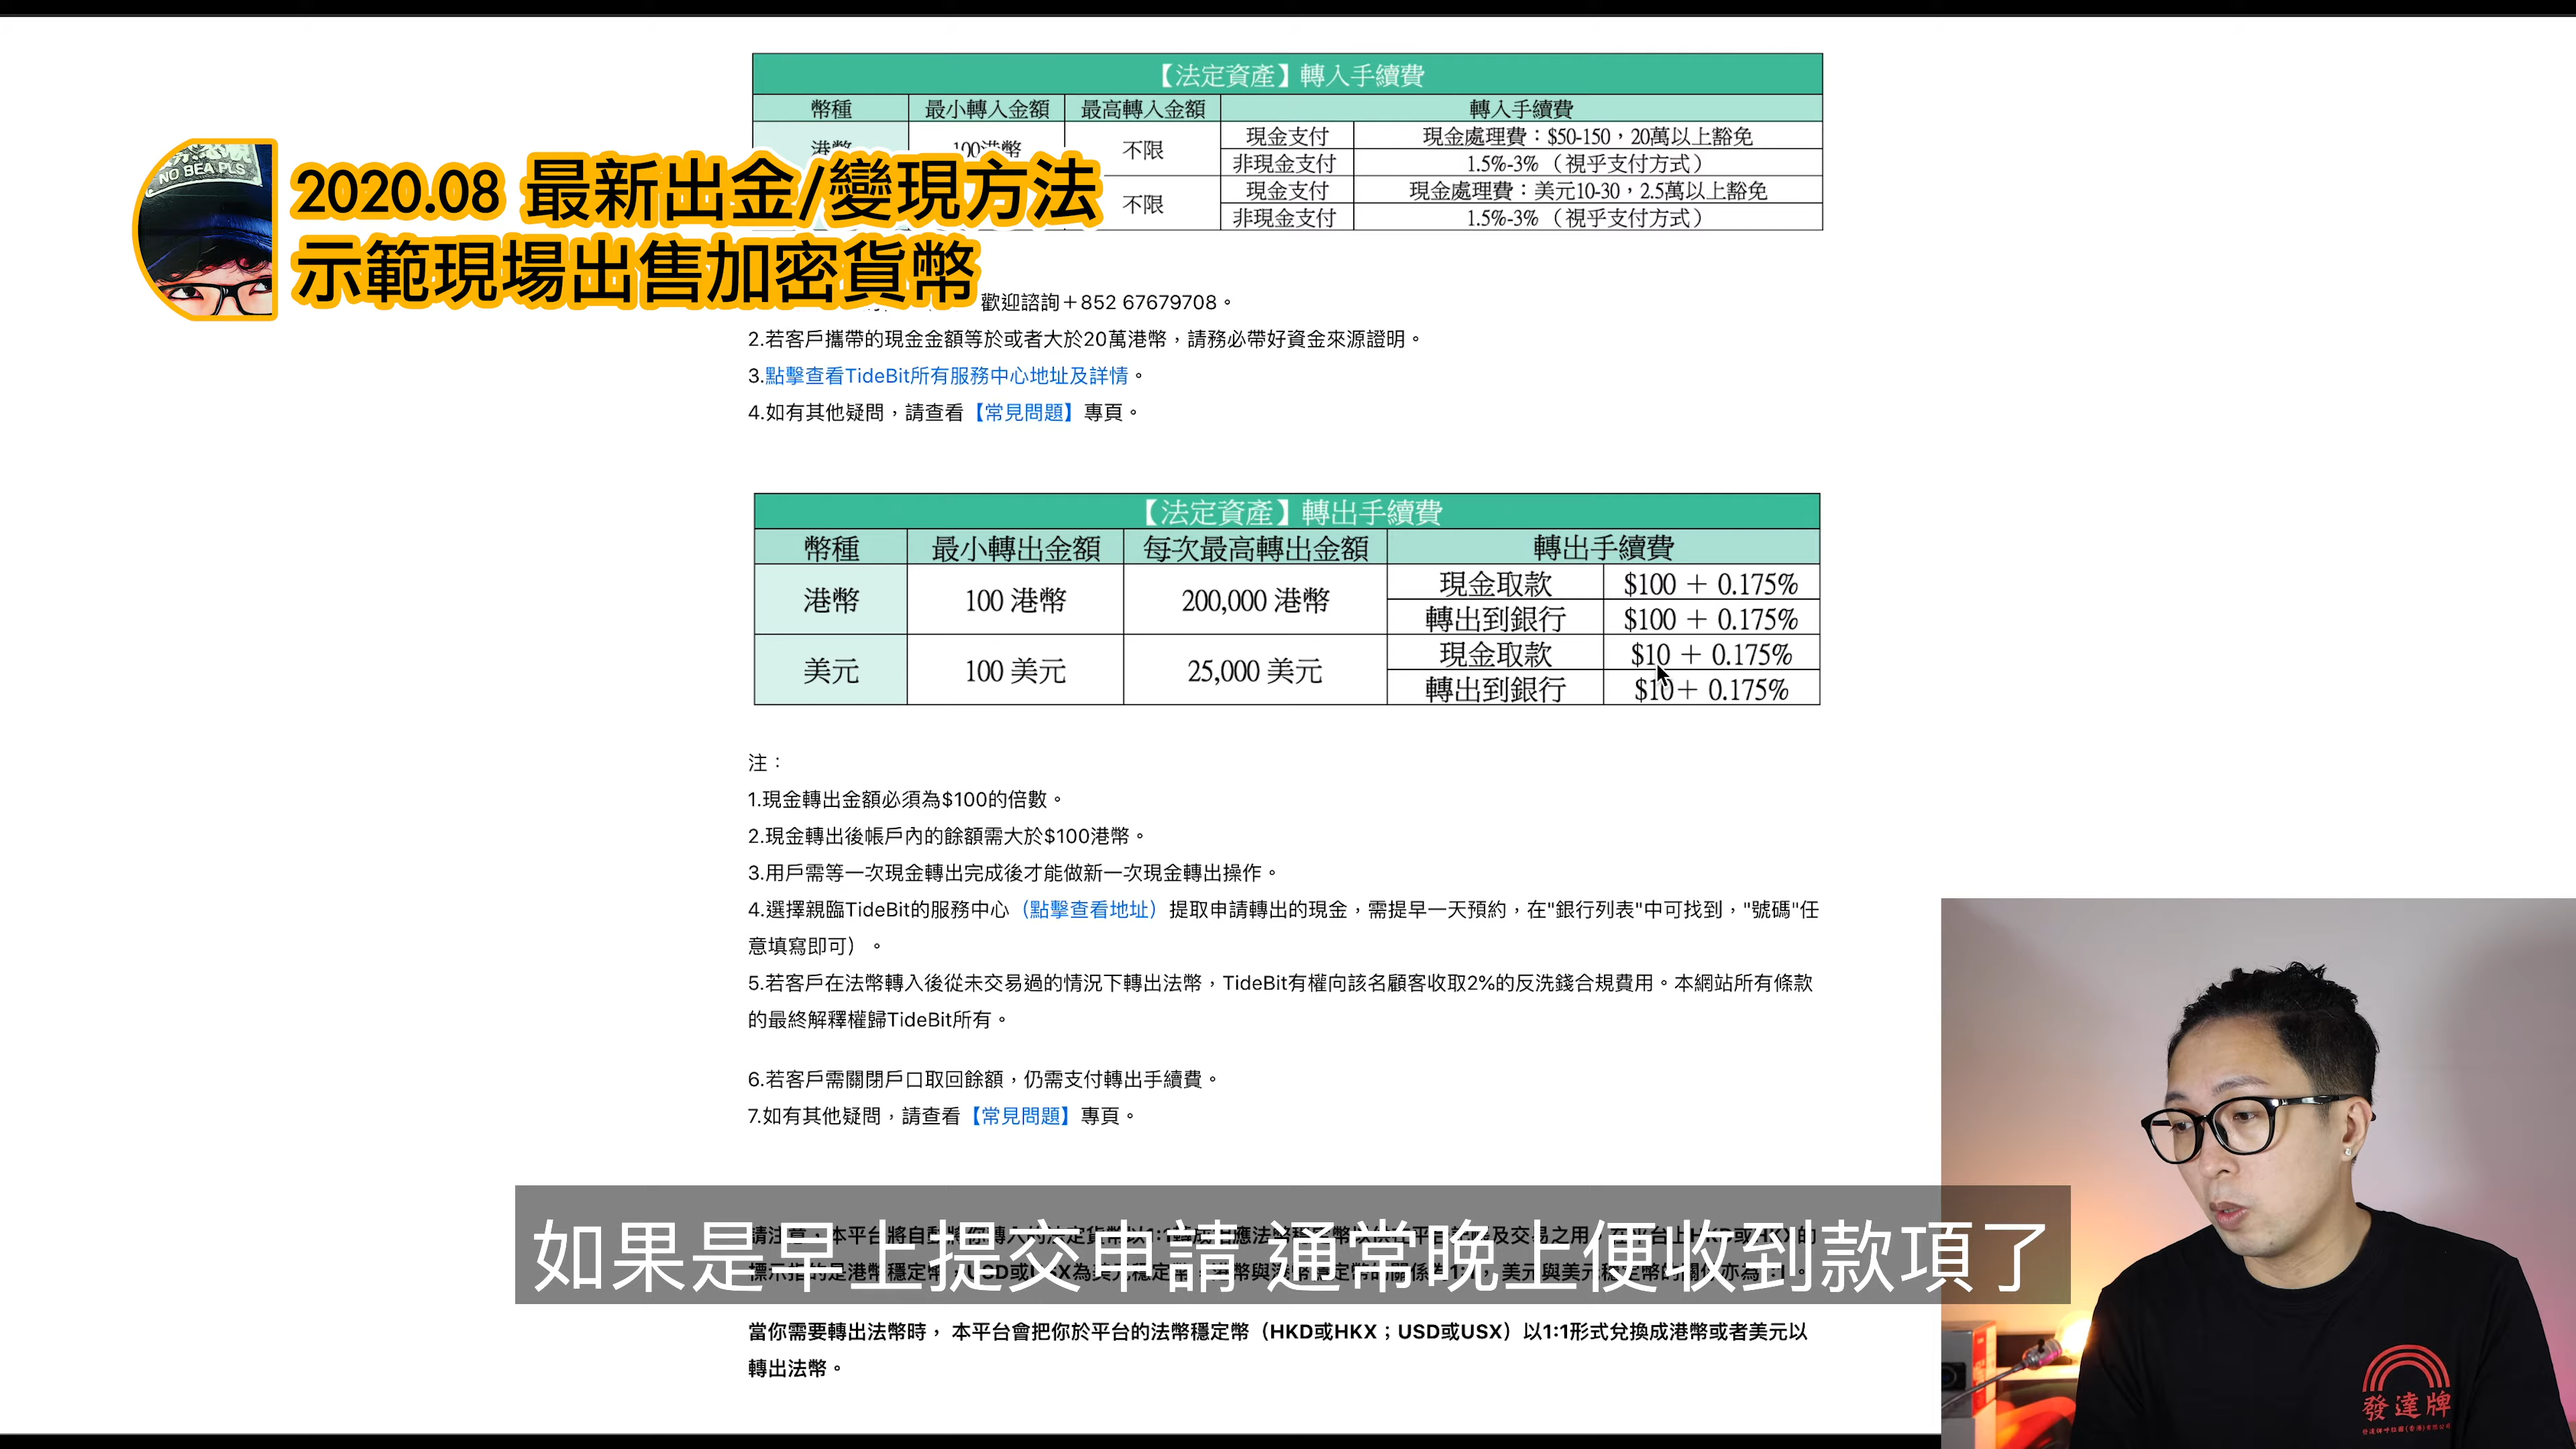 【法定資產】轉入手續費
幣種 最小轉入金額 最高轉入金額 轉入手續費
港幣 100港幣 不限 現金支付 現金處理費：$50-150，20萬以上豁免
非現金支付 1.5%-3%（視乎支付方式）
不限 現金支付 現金處理費：美元10-30，2.5萬以上豁免
非現金支付 1.5%-3%（視乎支付方式）
NO BEA PLS
2020.08 最新出金/變現方法
示範現場出售加密貨幣
歡迎諮詢＋852 67679708。
2.若客戶攜帶的現金金額等於或者大於20萬港幣，請務必帶好資金來源證明。
3.點擊查看TideBit所有服務中心地址及詳情。
4.如有其他疑問，請查看【常見問題】專頁。
【法定資產】轉出手續費
幣種 最小轉出金額 每次最高轉出金額 轉出手續費
港幣 100 港幣 200,000 港幣 現金取款 $100 + 0.175%
轉出到銀行 $100 + 0.175%
美元 100 美元 25,000 美元 現金取款 $10 + 0.175%
轉出到銀行 $10+ 0.175%
注：
1.現金轉出金額必須為$100的倍數。
2.現金轉出後帳戶內的餘額需大於$100港幣。
3.用戶需等一次現金轉出完成後才能做新一次現金轉出操作。
4.選擇親臨TideBit的服務中心（點擊查看地址）提取申請轉出的現金，需提早一天預約，在"銀行列表"中可找到，"號碼"任
意填寫即可）。
5.若客戶在法幣轉入後從未交易過的情況下轉出法幣，TideBit有權向該名顧客收取2%的反洗錢合規費用。本網站所有條款
的最終解釋權歸TideBit所有。
6.若客戶需關閉戶口取回餘額，仍需支付轉出手續費。
7.如有其他疑問，請查看【常見問題】專頁。
如果是早上提交申請 通常晚上便收到款項了
當你需要轉出法幣時， 本平台會把你於平台的法幣穩定幣（HKD或HKX；USD或USX）以1:1形式兌換成港幣或者美元以
轉出法幣。
發達牌